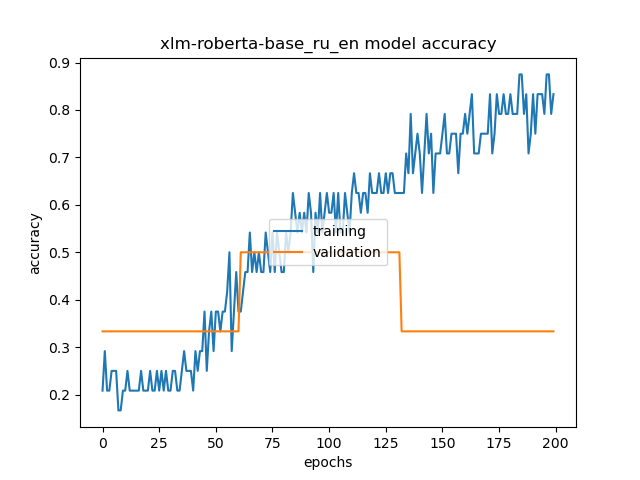 xlm-roberta-base_ru_en model accuracy
0.9
0.8
0.7
0.6
0.5
0.4
0.3
0.2
accuracy
training
validation
0 25 50 75 100 125 150 175 200
epochs